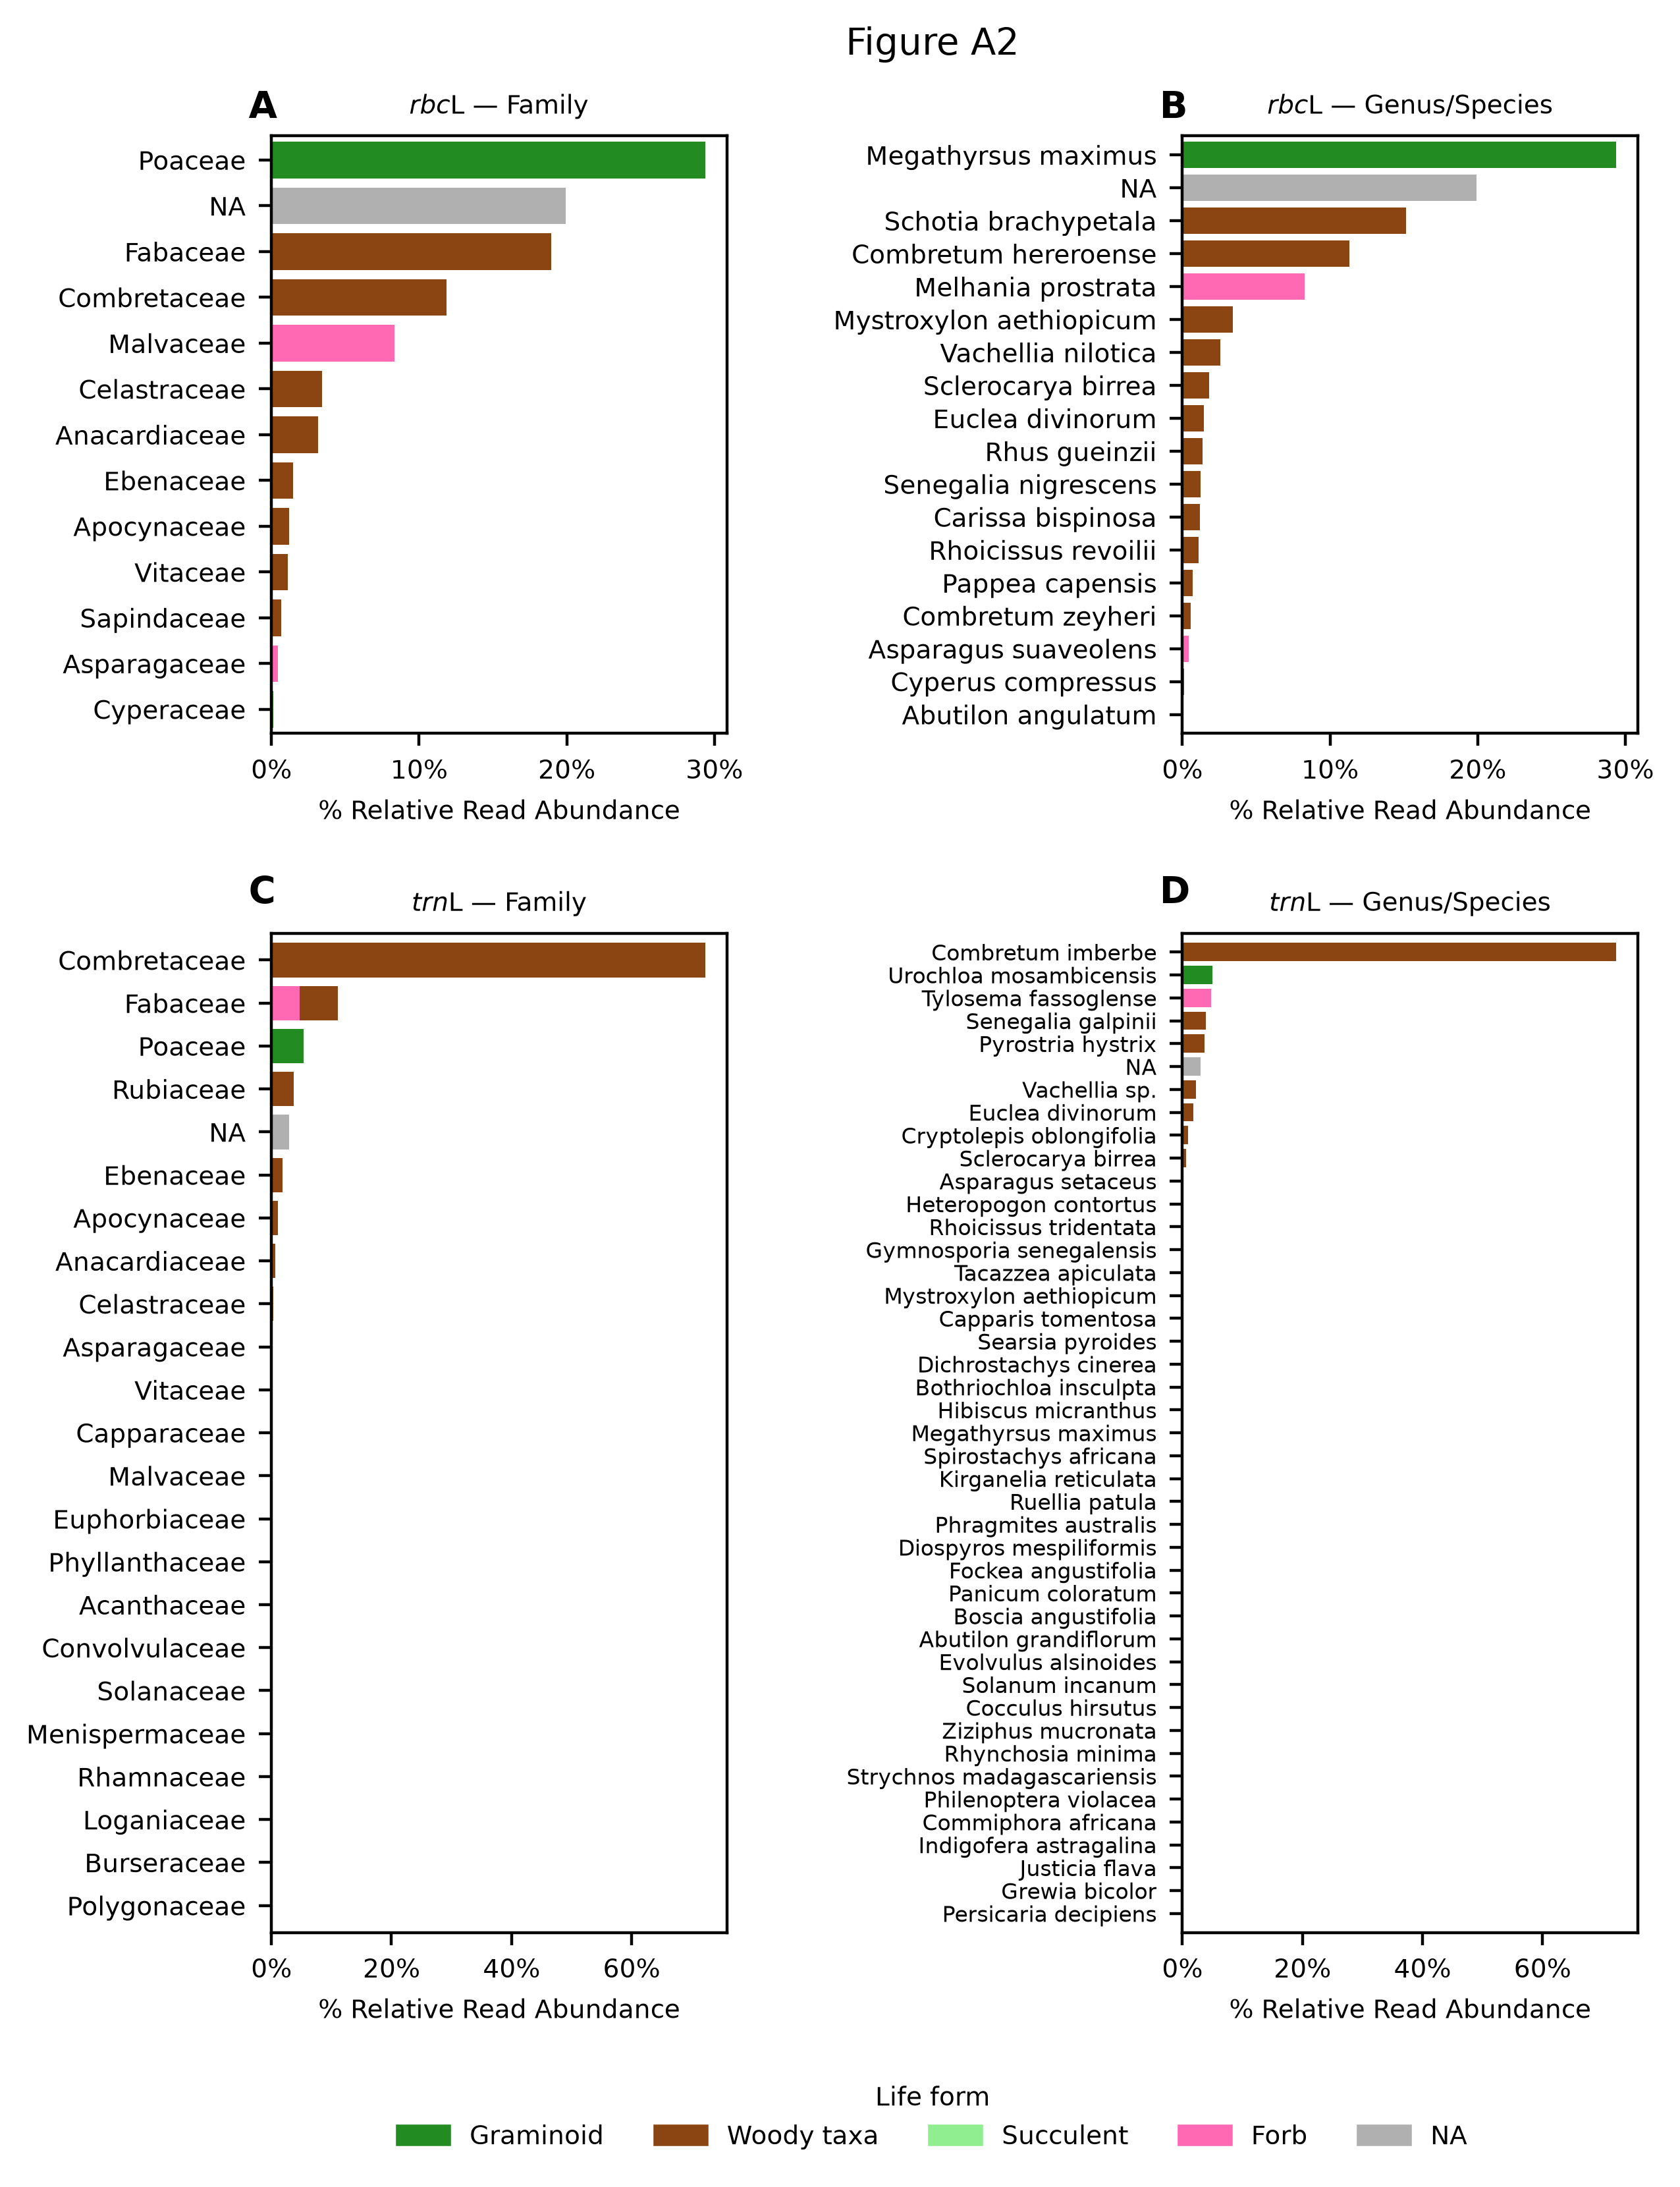 Figure A2
A
rbcL — Family
Poaceae
NA
Fabaceae
Combretaceae
Malvaceae
Celastraceae
Anacardiaceae
Ebenaceae
Apocynaceae
Vitaceae
Sapindaceae
Asparagaceae
Cyperaceae
0% 10% 20% 30%
% Relative Read Abundance
B
rbcL — Genus/Species
Megathyrsus maximus
NA
Schotia brachypetala
Combretum hereroense
Melhania prostrata
Mystroxylon aethiopicum
Vachellia nilotica
Sclerocarya birrea
Euclea divinorum
Rhus gueinzii
Senegalia nigrescens
Carissa bispinosa
Rhoicissus revoilii
Pappea capensis
Combretum zeyheri
Asparagus suaveolens
Cyperus compressus
Abutilon angulatum
0% 10% 20% 30%
% Relative Read Abundance
C
trnL — Family
Combretaceae
Fabaceae
Poaceae
Rubiaceae
NA
Ebenaceae
Apocynaceae
Anacardiaceae
Celastraceae
Asparagaceae
Vitaceae
Capparaceae
Malvaceae
Euphorbiaceae
Phyllanthaceae
Acanthaceae
Convolvulaceae
Solanaceae
Menispermaceae
Rhamnaceae
Loganiaceae
Burseraceae
Polygonaceae
0% 20% 40% 60%
% Relative Read Abundance
D
trnL — Genus/Species
Combretum imberbe
Urochloa mosambicensis
Tylosema fassoglense
Senegalia galpinii
Pyrostria hystrix
NA
Vachellia sp.
Euclea divinorum
Cryptolepis oblongifolia
Sclerocarya birrea
Asparagus setaceus
Heteropogon contortus
Rhoicissus tridentata
Gymnosporia senegalensis
Tacazzea apiculata
Mystroxylon aethiopicum
Capparis tomentosa
Searsia pyroides
Dichrostachys cinerea
Bothriochloa insculpta
Hibiscus micranthus
Megathyrsus maximus
Spirostachys africana
Kirganelia reticulata
Ruellia patula
Phragmites australis
Diospyros mespiliformis
Fockea angustifolia
Panicum coloratum
Boscia angustifolia
Abutilon grandiflorum
Evolvulus alsinoides
Solanum incanum
Cocculus hirsutus
Ziziphus mucronata
Rhynchosia minima
Strychnos madagascariensis
Philenoptera violacea
Commiphora africana
Indigofera astragalina
Justicia flava
Grewia bicolor
Persicaria decipiens
0% 20% 40% 60%
% Relative Read Abundance
Life form
Graminoid Woody taxa Succulent Forb NA